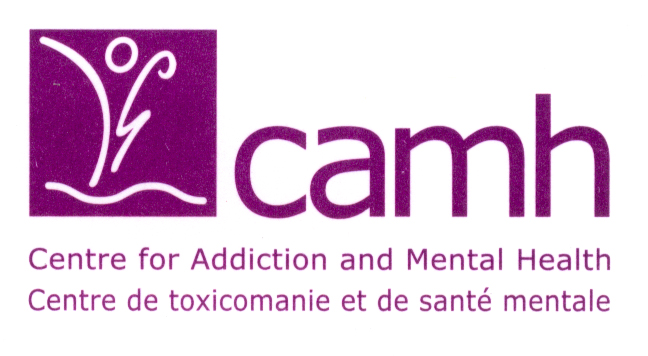 camh
Centre for Addiction and Mental Health
Centre de toxicomanie et de santé mentale